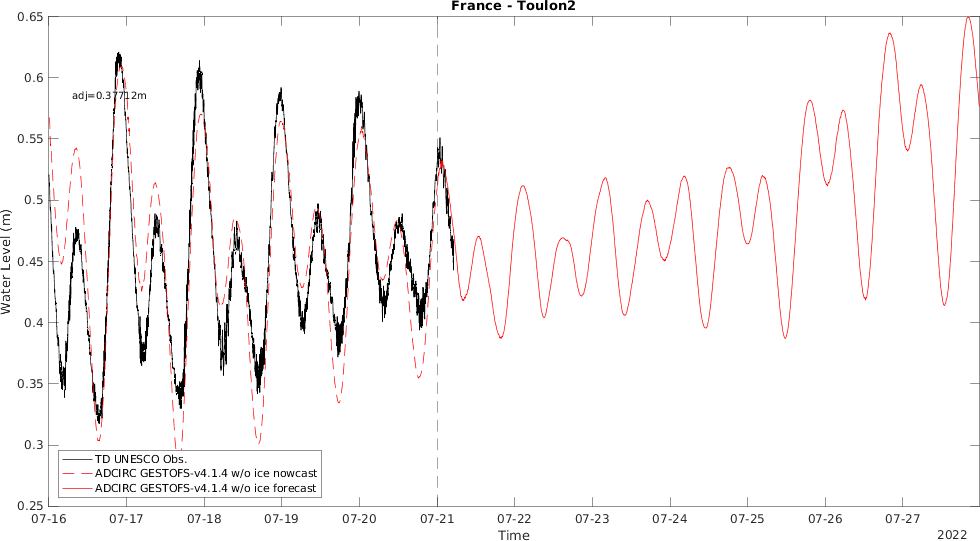 France - Toulon2
0.65
0.6
adj=0.37712m
0.55
0.5
0.45
0.4
0.35
0.3
0.25
Water Level (m)
TD UNESCO Obs.
ADCIRC GESTOFS-v4.1.4 w/o ice nowcast
ADCIRC GESTOFS-v4.1.4 w/o ice forecast
07-16 07-17 07-18 07-19 07-20 07-21 07-22 07-23 07-24 07-25 07-26 07-27
Time
2022